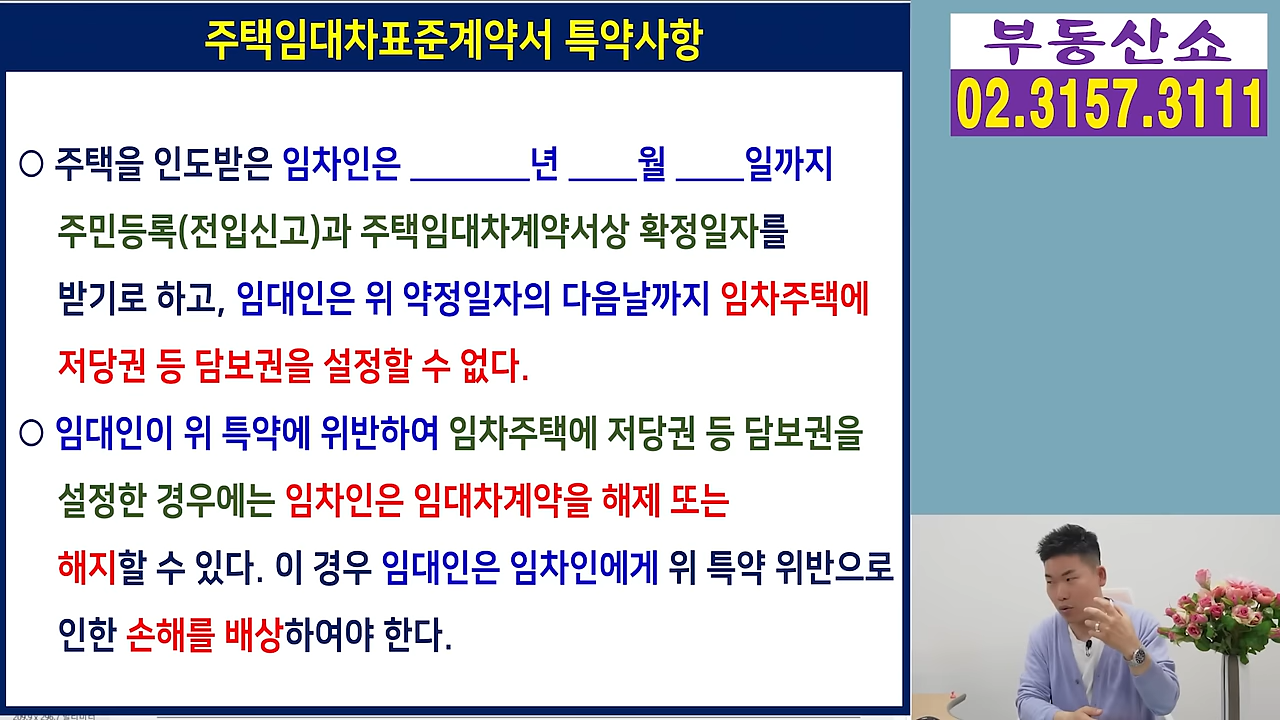 주택임대차표준계약서 특약사항
부동산쇼
02.3157.3111
○ 주택을 인도받은 임차인은 ________년 ____월 ____일까지
주민등록(전입신고)과 주택임대차계약서상 확정일자를
받기로 하고, 임대인은 위 약정일자의 다음날까지 임차주택에
저당권 등 담보권을 설정할 수 없다.
○ 임대인이 위 특약에 위반하여 임차주택에 저당권 등 담보권을
설정한 경우에는 임차인은 임대차계약을 해제 또는
해지할 수 있다. 이 경우 임대인은 임차인에게 위 특약 위반으로
인한 손해를 배상하여야 한다.